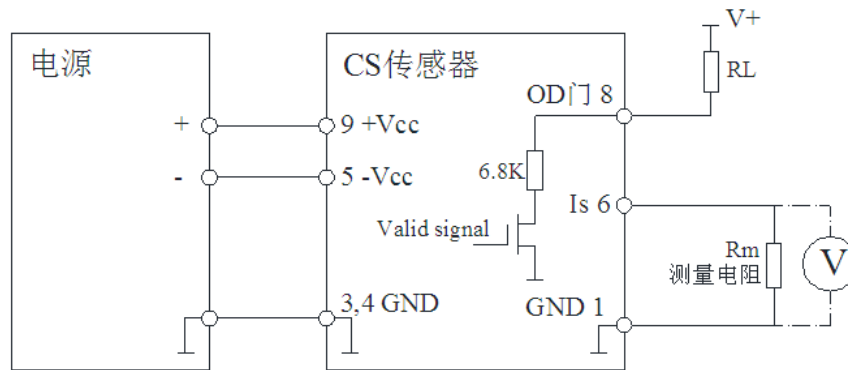 V+
电源
CS传感器
RL
OD门 8
+
9 +Vcc
6.8K
-
5 -Vcc
Is 6
Valid signal
Rm
V
测量电阻
3,4 GND
GND 1